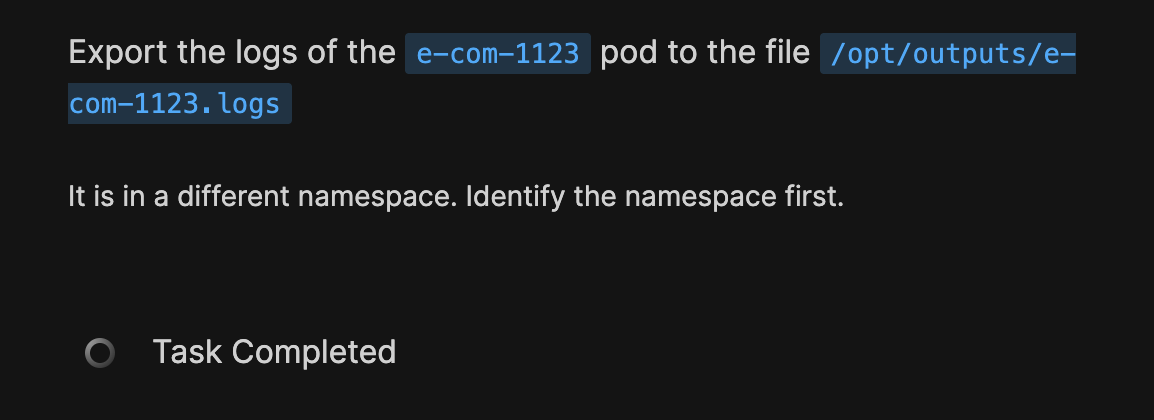 Export the logs of the e-com-1123 pod to the file /opt/outputs/e-
com-1123.logs
It is in a different namespace. Identify the namespace first.
Task Completed